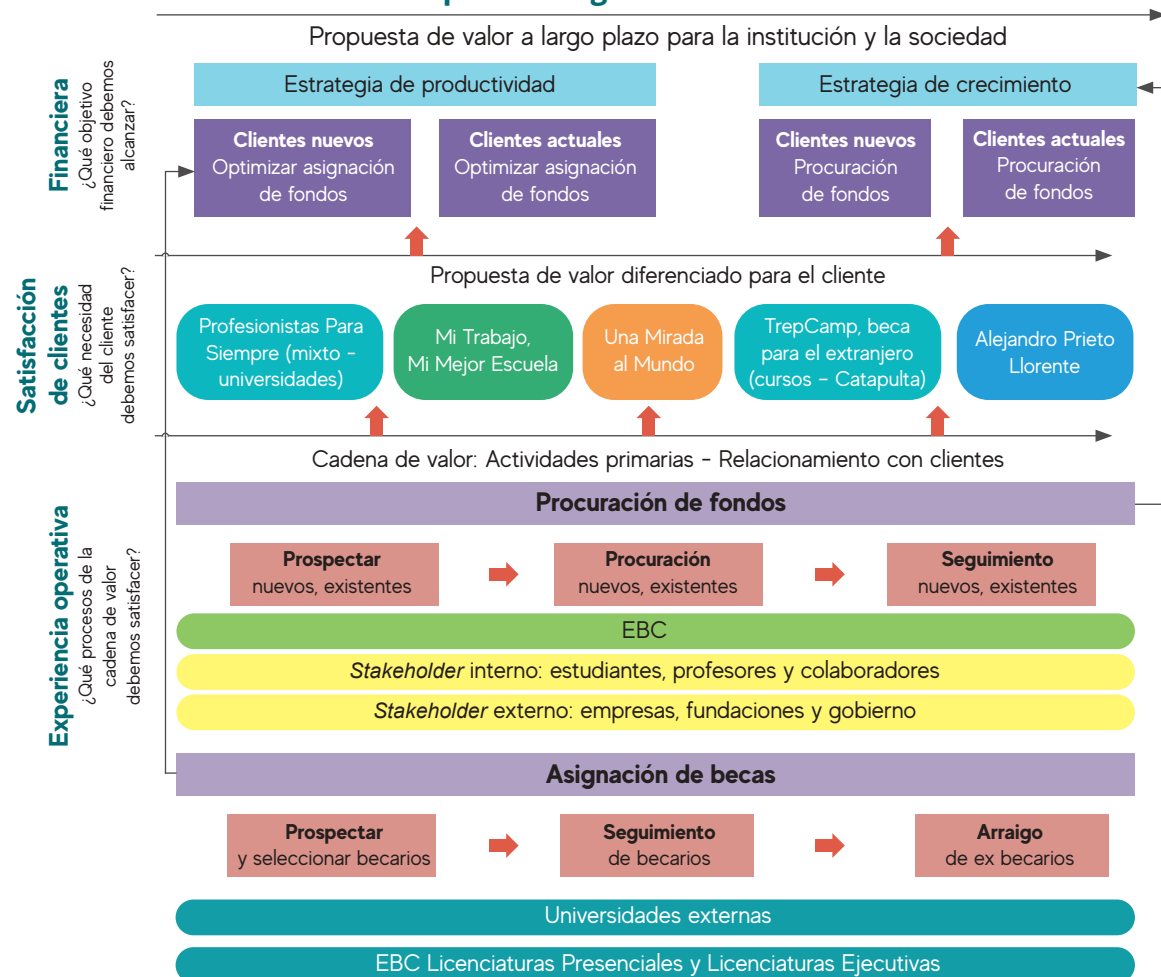 Propuesta de valor a largo plazo para la institución y la sociedad
Financiera
¿Qué objetivo
financiero debemos
alcanzar?
Estrategia de productividad
Estrategia de crecimiento
Clientes nuevos
Optimizar asignación
de fondos
Clientes actuales
Optimizar asignación
de fondos
Clientes nuevos
Procuración
de fondos
Clientes actuales
Procuración
de fondos
Satisfacción
de clientes
¿Qué necesidad
del cliente
debemos satisfacer?
Propuesta de valor diferenciado para el cliente
Profesionistas Para
Siempre (mixto -
universidades)
Mi Trabajo,
Mi Mejor Escuela
Una Mirada
al Mundo
TrepCamp, beca
para el extranjero
(cursos - Catapulta)
Alejandro Prieto
Llorente
Experiencia operativa
¿Qué procesos de la
cadena de valor
debemos satisfacer?
Cadena de valor: Actividades primarias - Relacionamiento con clientes
Procuración de fondos
Prospectar
nuevos, existentes
Procuración
nuevos, existentes
Seguimiento
nuevos, existentes
EBC
Stakeholder interno: estudiantes, profesores y colaboradores
Stakeholder externo: empresas, fundaciones y gobierno
Asignación de becas
Prospectar
y seleccionar becarios
Seguimiento
de becarios
Arraigo
de ex becarios
Universidades externas
EBC Licenciaturas Presenciales y Licenciaturas Ejecutivas